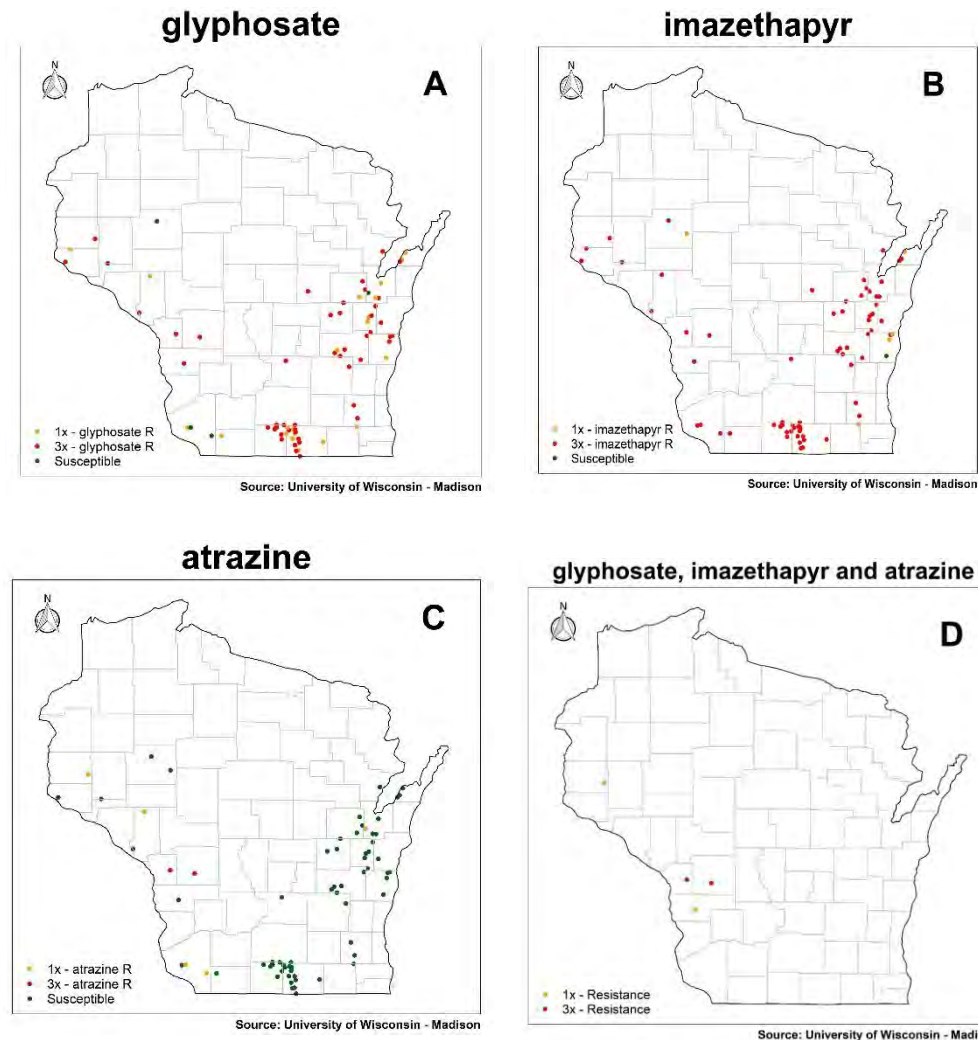 glyphosate
N
A
1x - glyphosate R
3x - glyphosate R
Susceptible
Source: University of Wisconsin - Madison
imazethapyr
N
B
1x - imazethapyr R
3x - imazethapyr R
Susceptible
Source: University of Wisconsin - Madison
atrazine
N
C
1x - atrazine R
3x - atrazine R
Susceptible
Source: University of Wisconsin - Madison
glyphosate, imazethapyr and atrazine
N
D
1x - Resistance
3x - Resistance
Source: University of Wisconsin - Madi